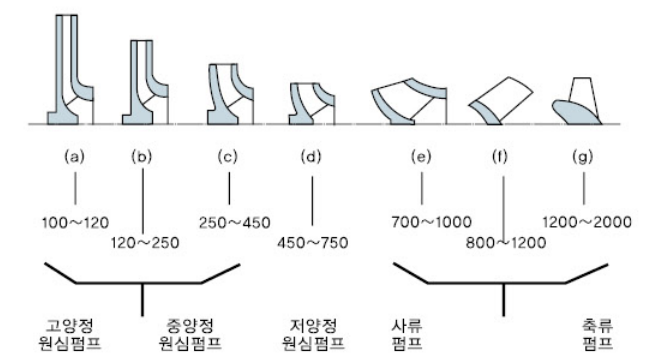 (a) (b) (c) (d) (e) (f) (g)
100～120
120～250
250～450
450～750
700～1000
800～1200
1200～2000
고양정
원심펌프
중양정
원심펌프
저양정
원심펌프
사류
펌프
축류
펌프